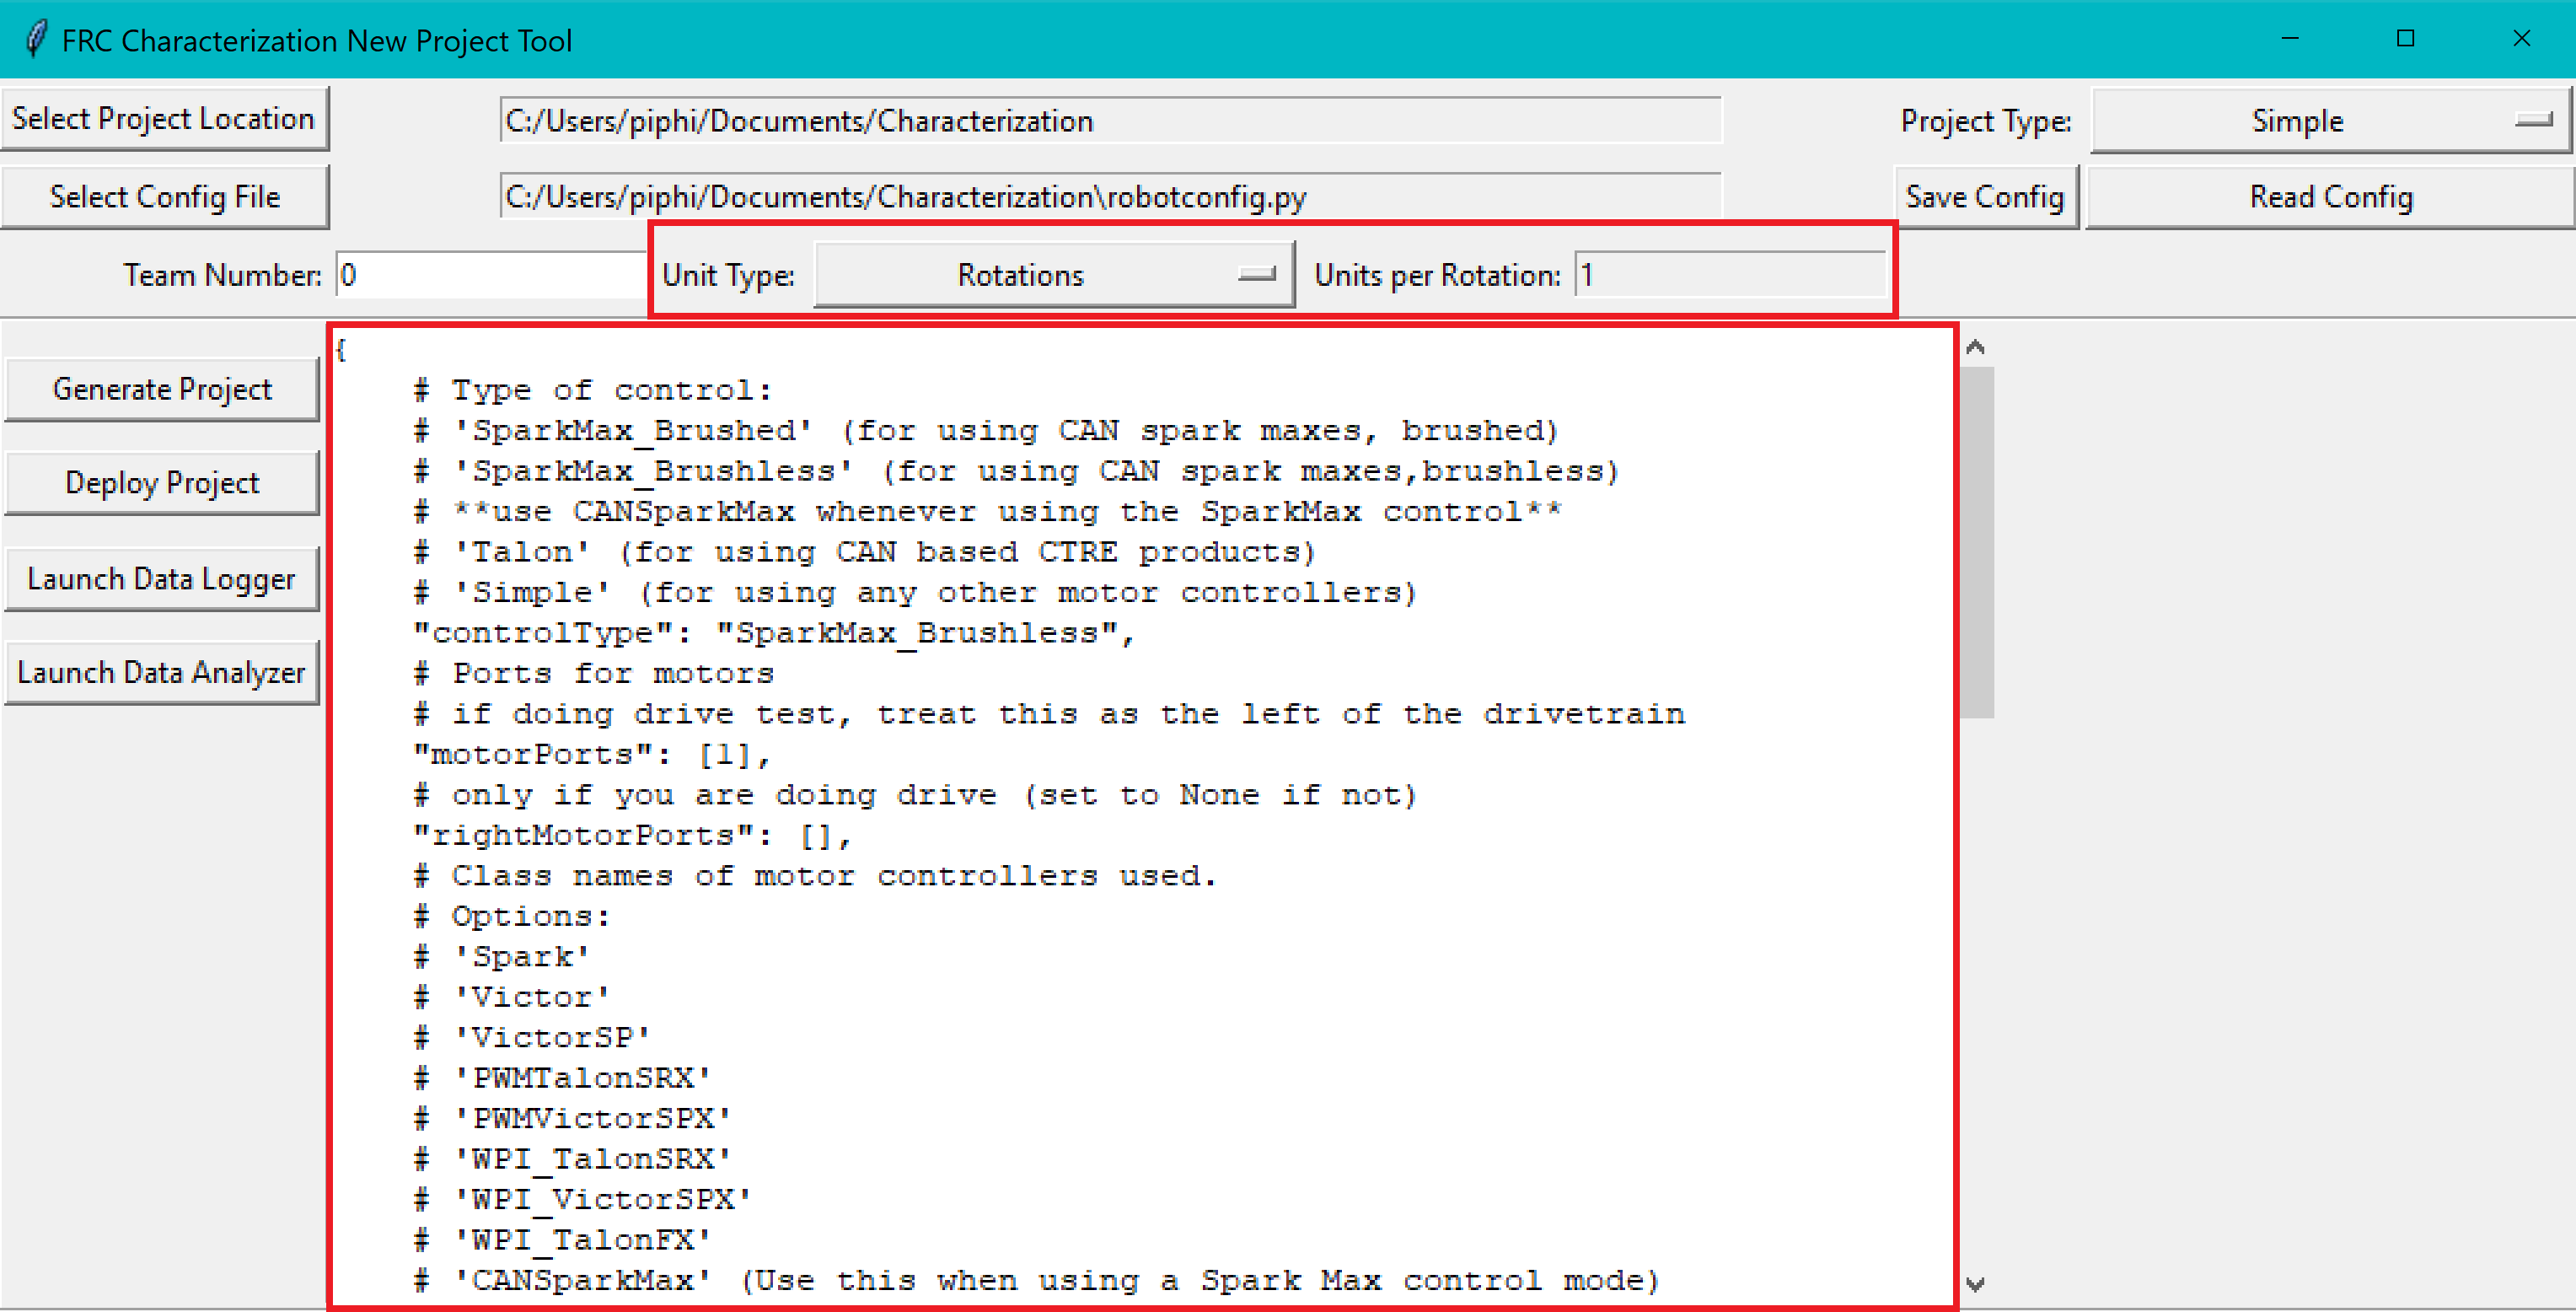 FRC Characterization New Project Tool
Select Project Location C:/Users/piphi/Documents/Characterization Project Type: Simple
Select Config File C:/Users/piphi/Documents/Characterization\robotconfig.py Save Config Read Config
Team Number: 0 Unit Type: Rotations Units per Rotation: 1
Generate Project
Deploy Project
Launch Data Logger
Launch Data Analyzer
{
# Type of control:
# 'SparkMax_Brushed' (for using CAN spark maxes, brushed)
# 'SparkMax_Brushless' (for using CAN spark maxes,brushless)
# **use CANSparkMax whenever using the SparkMax control**
# 'Talon' (for using CAN based CTRE products)
# 'Simple' (for using any other motor controllers)
"controlType": "SparkMax_Brushless",
# Ports for motors
# if doing drive test, treat this as the left of the drivetrain
"motorPorts": [1],
# only if you are doing drive (set to None if not)
"rightMotorPorts": [],
# Class names of motor controllers used.
# Options:
# 'Spark'
# 'Victor'
# 'VictorSP'
# 'PWMTalonSRX'
# 'PWMVictorSPX'
# 'WPI_TalonSRX'
# 'WPI_VictorSPX'
# 'WPI_TalonFX'
# 'CANSparkMax' (Use this when using a Spark Max control mode)